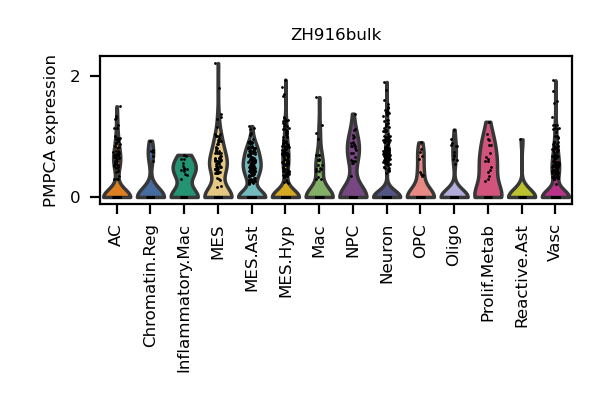 ZH916bulk
PMPCA expression
2
0
AC
Chromatin.Reg
Inflammatory.Mac
MES
MES.Ast
MES.Hyp
Mac
NPC
Neuron
OPC
Oligo
Prolif.Metab
Reactive.Ast
Vasc